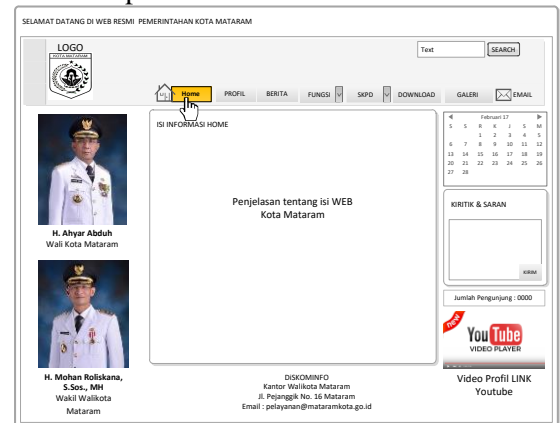 SELAMAT DATANG DI WEB RESMI PEMERINTAHAN KOTA MATARAM
LOGO
KOTA MATARAM
Text
SEARCH
Home
PROFIL
BERITA
FUNGSI
SKPD
DOWNLOAD
GALERI
EMAIL
ISI INFORMASI HOME
Penjelasan tentang isi WEB
Kota Mataram
H. Ahyar Abduh
Wali Kota Mataram
H. Mohan Roliskana,
S.Sos., MH
Wakil Walikota
Mataram
Februari 17
S S R K J S M
1 2 3 4 5
6 7 8 9 10 11 12
13 14 15 16 17 18 19
20 21 22 23 24 25 26
27 28
KIRITIK & SARAN
KIRIM
Jumlah Pengunjung : 0000
new
YouTube
VIDEO PLAYER
Video Profil LINK
Youtube
DISKOMINFO
Kantor Walikota Mataram
Jl. Pejanggik No. 16 Mataram
Email : pelayanan@mataramkota.go.id